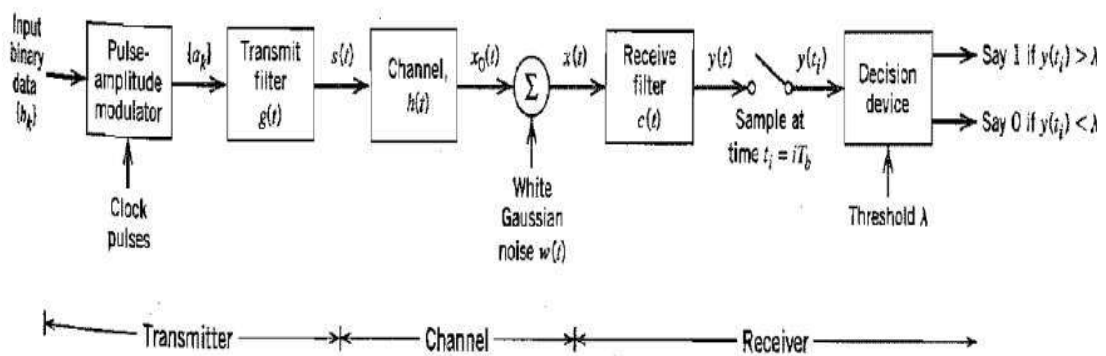 Input
binary
data
{b_k}
Pulse-
amplitude
modulator
Clock
pulses
{a_k}
Transmit
filter
g(t)
s(t)
Channel,
h(t)
x_0(t)
Σ
White
Gaussian
noise w(t)
x(t)
Receive
filter
c(t)
y(t)
y(t_i)
Sample at
time t_i = iT_b
Decision
device
Threshold λ
Say 1 if y(t_i) > λ
Say 0 if y(t_i) < λ
Transmitter
Channel
Receiver